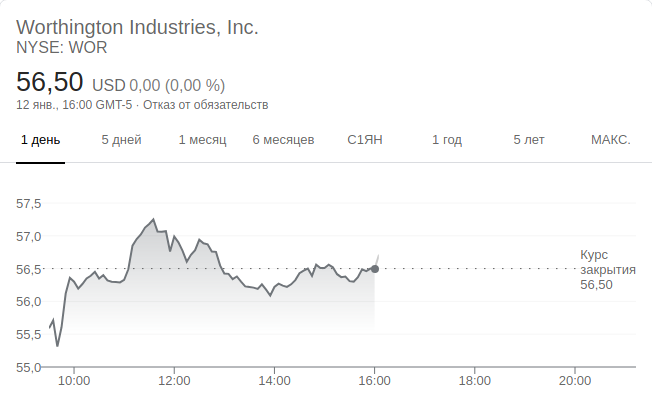 Worthington Industries, Inc.
NYSE: WOR
56,50 USD 0,00 (0,00 %)
12 янв., 16:00 GMT-5 · Отказ от обязательств
1 день 5 дней 1 месяц 6 месяцев С1ЯН 1 год 5 лет МАКС.
57,5
57,0
56,5
56,0
55,5
55,0
Курс
закрытия
56,50
10:00 12:00 14:00 16:00 18:00 20:00